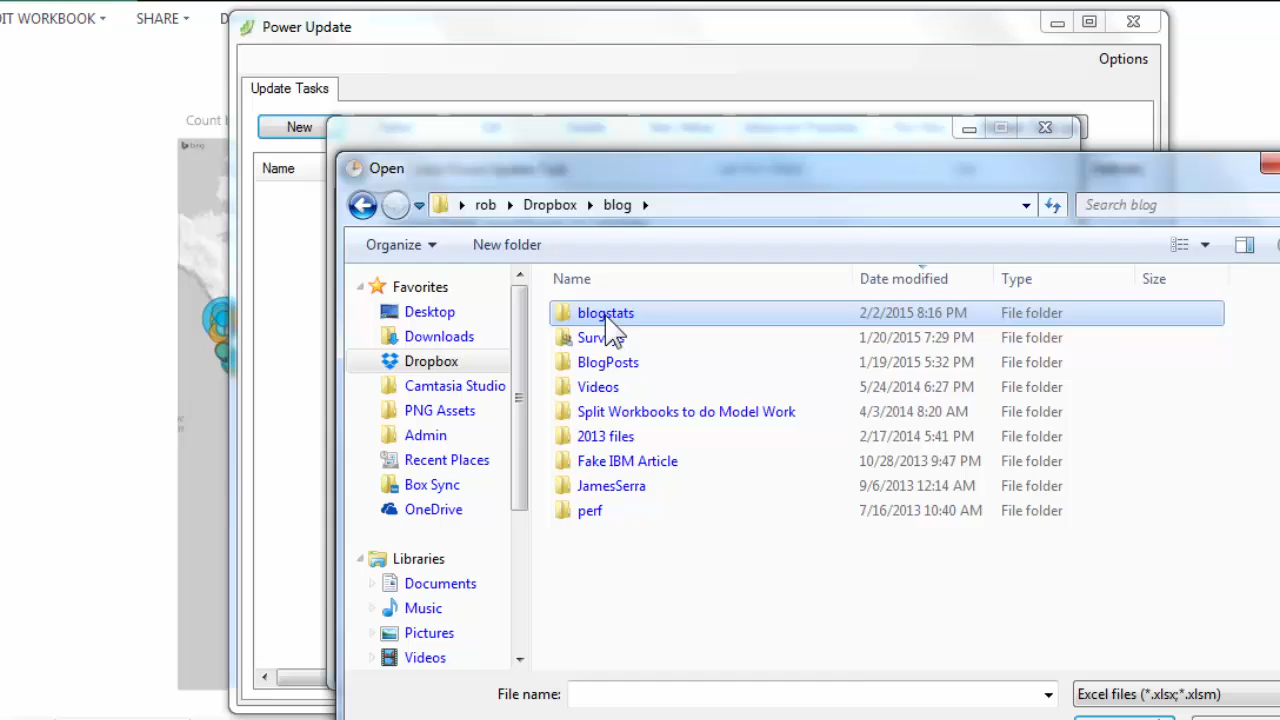 IT WORKBOOK SHARE D
Power Update
Options
Update Tasks
Count b
New
bing
Name
Open
rob Dropbox blog
Search blog
Organize New folder
Name Date modified Type Size
Favorites
Desktop
Downloads
Dropbox
Camtasia Studio
PNG Assets
Admin
Recent Places
Box Sync
OneDrive
Libraries
Documents
Music
Pictures
Videos
blogstats 2/2/2015 8:16 PM File folder
Surv 1/20/2015 7:29 PM File folder
BlogPosts 1/19/2015 5:32 PM File folder
Videos 5/24/2014 6:27 PM File folder
Split Workbooks to do Model Work 4/3/2014 8:20 AM File folder
2013 files 2/17/2014 5:41 PM File folder
Fake IBM Article 10/28/2013 9:47 PM File folder
JamesSerra 9/6/2013 12:14 AM File folder
perf 7/16/2013 10:40 AM File folder
File name:
Excel files (*.xlsx;*.xlsm)